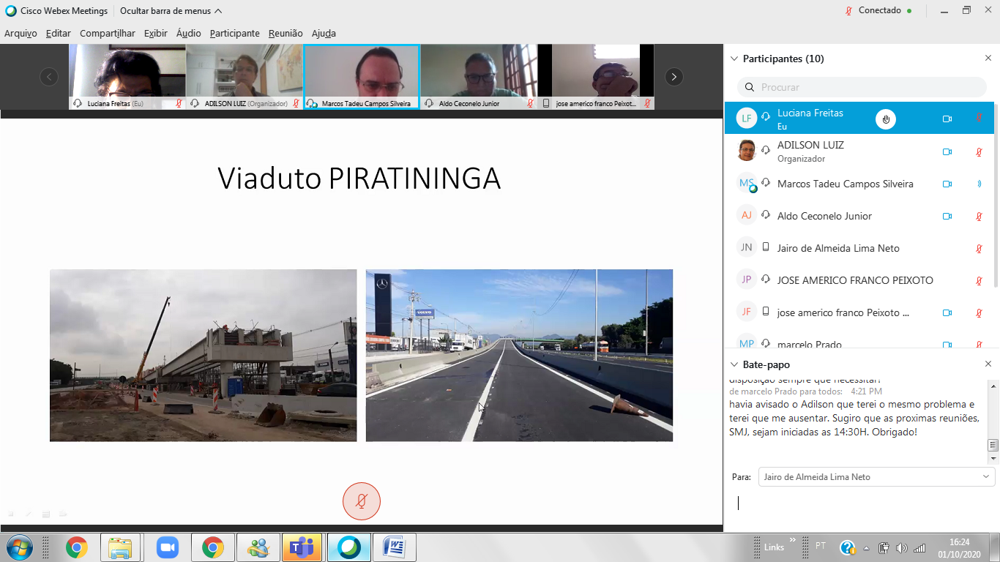 Cisco Webex Meetings
Ocultar barra de menus
Conectado
Arquivo Editar Compartilhar Exibir Áudio Participante Reunião Ajuda
Luciana Freitas (Eu)
ADILSON LUIZ (Organizador)
Marcos Tadeu Campos Silveira
Aldo Ceconelo Junior
jose americo franco Peixot...
Viaduto PIRATININGA
VOLVO
Participantes (10)
Procurar
LF Luciana Freitas
Eu
ADILSON LUIZ
Organizador
MS Marcos Tadeu Campos Silveira
AJ Aldo Ceconelo Junior
JN Jairo de Almeida Lima Neto
JP JOSE AMERICO FRANCO PEIXOTO
JF jose americo franco Peixoto ...
MP marcelo Prado
Bate-papo
disposição sempre que necessitar!
de marcelo Prado para todos: 4:21 PM
havia avisado o Adilson que terei o mesmo problema e
terei que me ausentar. Sugiro que as proximas reuniões,
SMJ, sejam iniciadas as 14:30H. Obrigado!
Para: Jairo de Almeida Lima Neto
Links
PT
16:24
01/10/2020